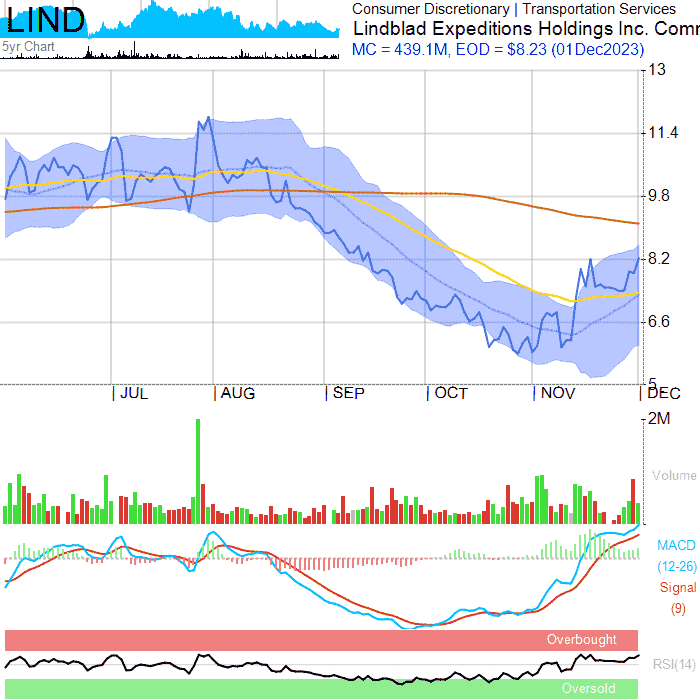 LIND
5yr Chart
Consumer Discretionary | Transportation Services
Lindblad Expeditions Holdings Inc. Comm
MC = 439.1M, EOD = $8.23 (01Dec2023)
13
11.4
9.8
8.2
6.6
5
JUL AUG SEP OCT NOV DEC
2M
Volume
MACD
(12-26)
Signal
(9)
Overbought
RSI(14)
Oversold